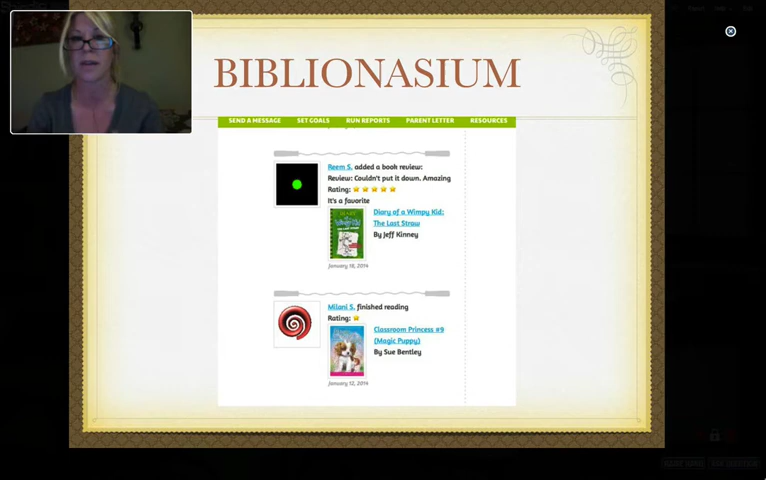 BIBLIONASIUM
SEND A MESSAGE SET GOALS RUN REPORTS PARENT LETTER RESOURCES
Reem S. added a book review:
Review: Couldn't put it down. Amazing
Rating:
It's a favorite
Diary of a Wimpy Kid:
The Last Straw
By Jeff Kinney
January 18, 2014
Milani S. finished reading
Rating:
Classroom Princess #9
(Magic Puppy)
By Sue Bentley
January 12, 2014